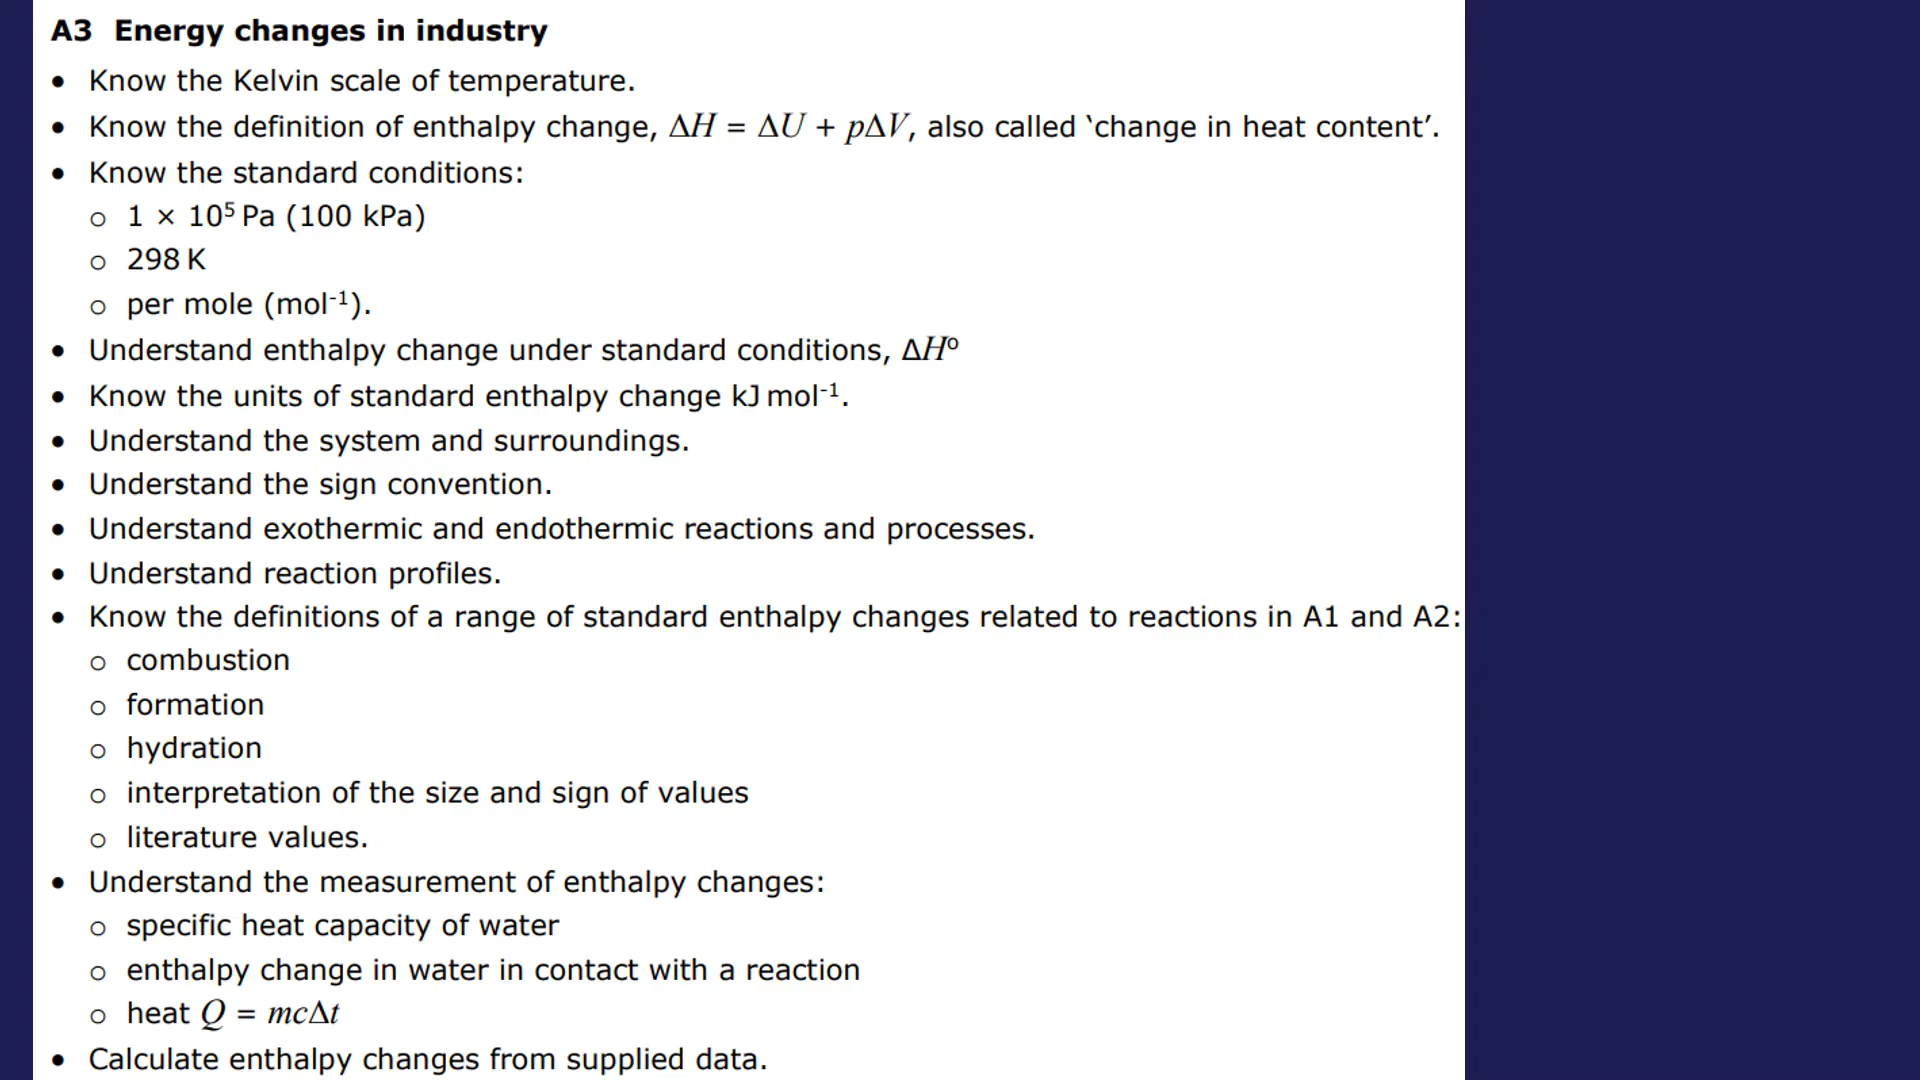 A3 Energy changes in industry
• Know the Kelvin scale of temperature.
• Know the definition of enthalpy change, ΔH = ΔU + pΔV, also called ‘change in heat content’.
• Know the standard conditions:
o 1 × 10⁵ Pa (100 kPa)
o 298 K
o per mole (mol⁻¹).
• Understand enthalpy change under standard conditions, ΔHº
• Know the units of standard enthalpy change kJ mol⁻¹.
• Understand the system and surroundings.
• Understand the sign convention.
• Understand exothermic and endothermic reactions and processes.
• Understand reaction profiles.
• Know the definitions of a range of standard enthalpy changes related to reactions in A1 and A2:
o combustion
o formation
o hydration
o interpretation of the size and sign of values
o literature values.
• Understand the measurement of enthalpy changes:
o specific heat capacity of water
o enthalpy change in water in contact with a reaction
o heat Q = mcΔt
• Calculate enthalpy changes from supplied data.